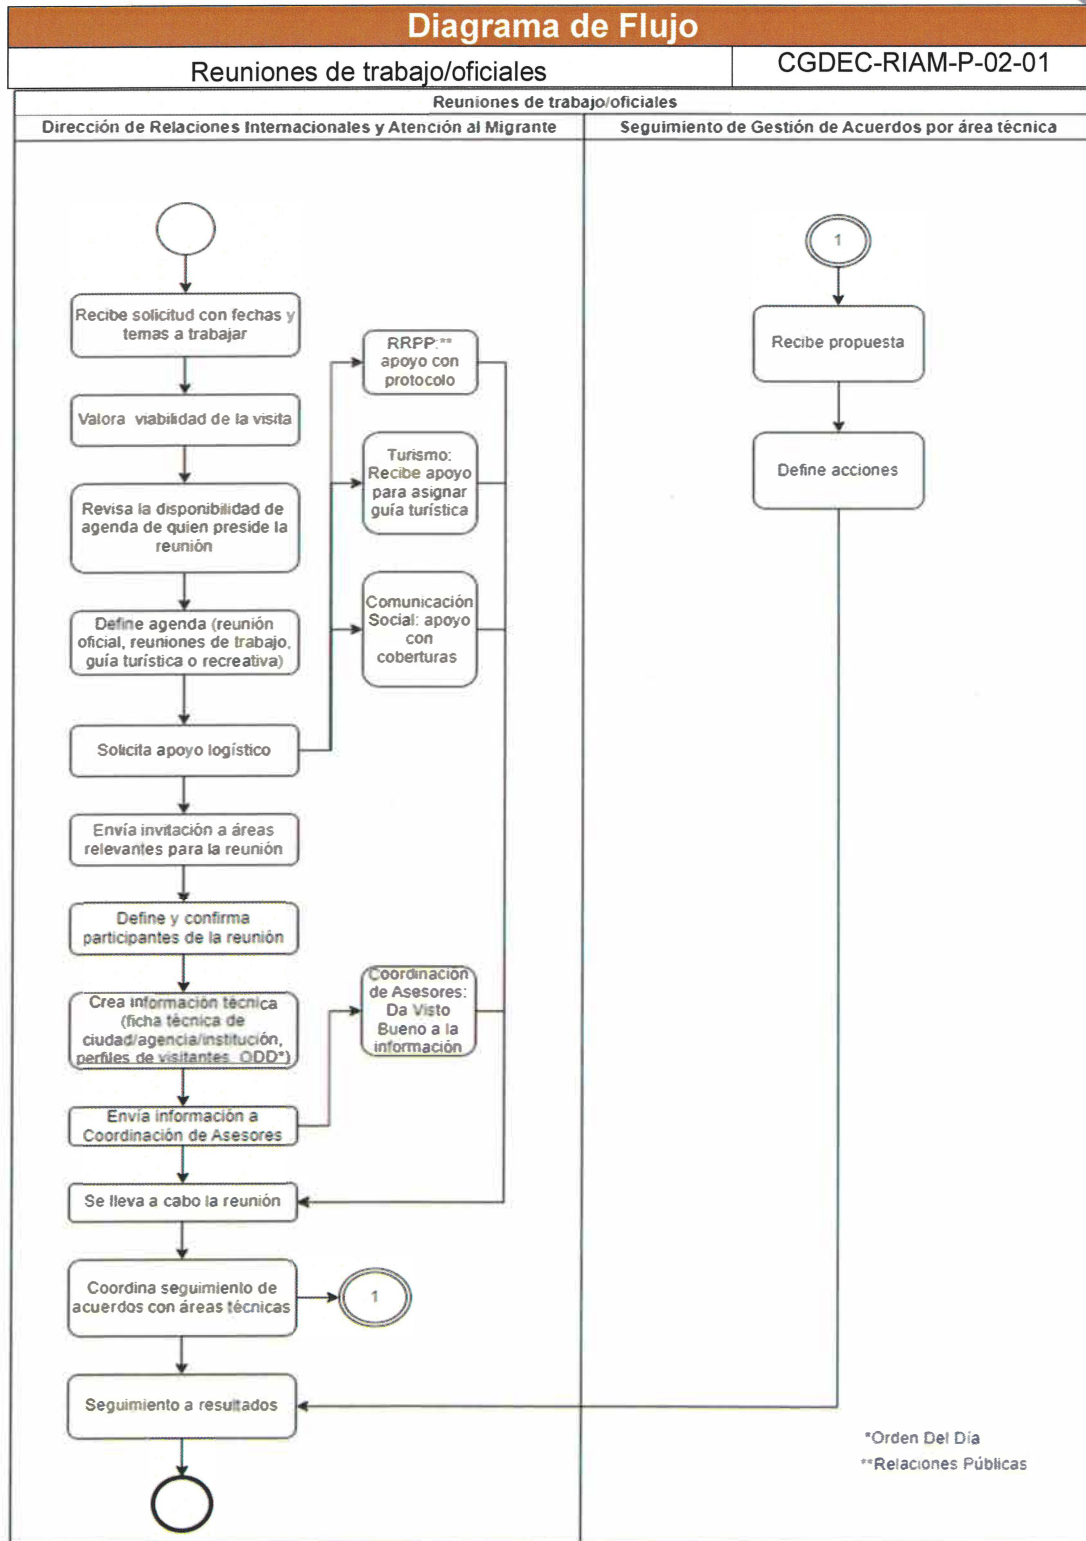 Diagrama de Flujo
Reuniones de trabajo/oficiales
CGDEC-RIAM-P-02-01
Reuniones de trabajo/oficiales
Dirección de Relaciones Internacionales y Atención al Migrante
Seguimiento de Gestión de Acuerdos por área técnica
Recibe solicitud con fechas y
temas a trabajar
Valora viabilidad de la visita
Revisa la disponibilidad de
agenda de quien preside la
reunión
Define agenda (reunión
oficial, reuniones de trabajo,
guía turística o recreativa)
Solicita apoyo logístico
RRPP:**
apoyo con
protocolo
Turismo:
Recibe apoyo
para asignar
guía turística
Comunicación
Social: apoyo
con
coberturas
Envía invitación a áreas
relevantes para la reunión
Define y confirma
participantes de la reunión
Crea información técnica
(ficha técnica de
ciudad/agencia/institución,
perfiles de visitantes, ODD*)
Envía información a
Coordinación de Asesores
Coordinación
de Asesores:
Da Visto
Bueno a la
información
Se lleva a cabo la reunión
Coordina seguimiento de
acuerdos con áreas técnicas
1
Seguimiento a resultados
1
Recibe propuesta
Define acciones
*Orden Del Día
**Relaciones Públicas